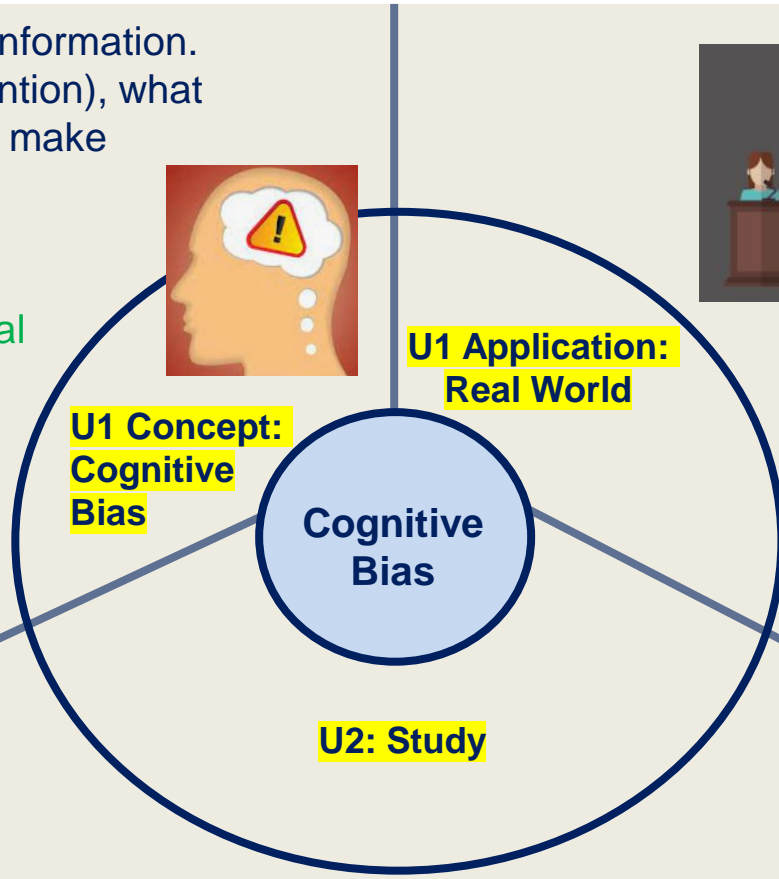 nformation.
ntion), what
make
al
U1 Application:
Real World
U1 Concept:
Cognitive
Bias
Cognitive
Bias
U2: Study